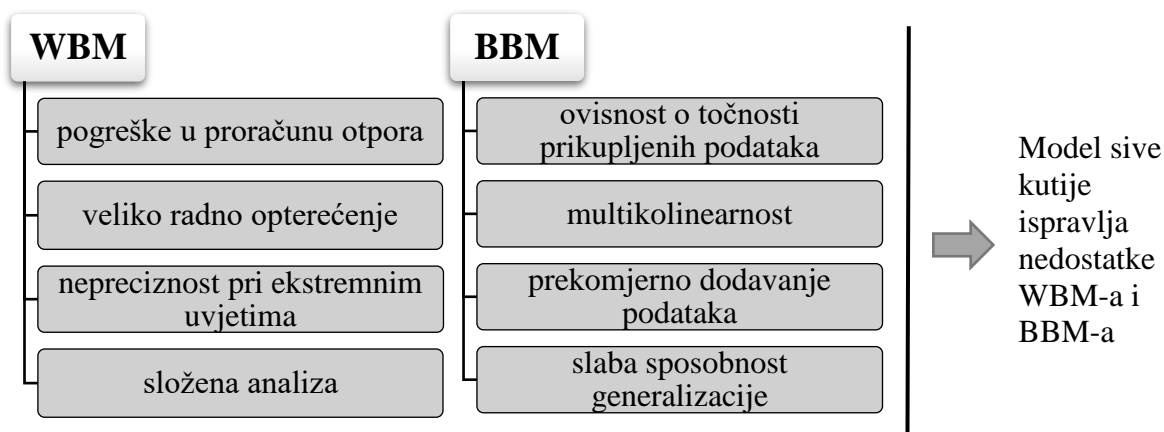 WBM
pogreške u proračunu otpora
veliko radno opterećenje
nepreciznost pri ekstremnim
uvjetima
složena analiza
BBM
ovisnost o točnosti
prikupljenih podataka
multikolinearnost
prekomjerno dodavanje
podataka
slaba sposobnost
generalizacije
Model sive
kutije
ispravlja
nedostatke
WBM-a i
BBM-a